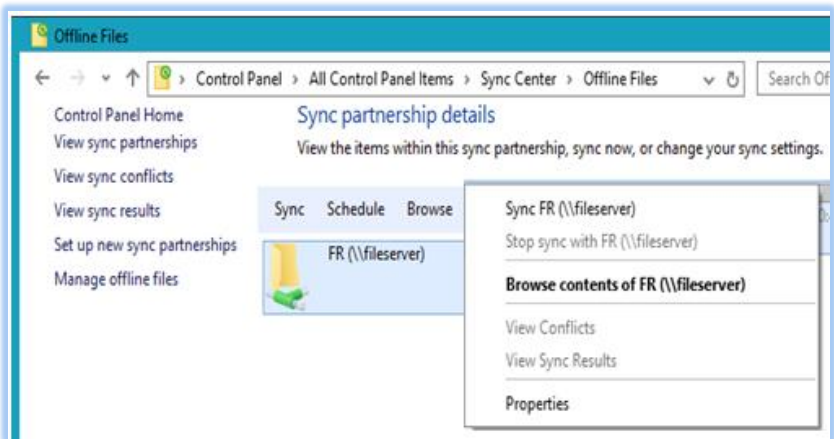 Offline Files
Control Panel › All Control Panel Items › Sync Center › Offline Files
Search Of
Control Panel Home
View sync partnerships
View sync conflicts
View sync results
Set up new sync partnerships
Manage offline files
Sync partnership details
View the items within this sync partnership, sync now, or change your sync settings.
Sync Schedule Browse
FR (\\fileserver)
Sync FR (\\fileserver)
Stop sync with FR (\\fileserver)
Browse contents of FR (\\fileserver)
View Conflicts
View Sync Results
Properties